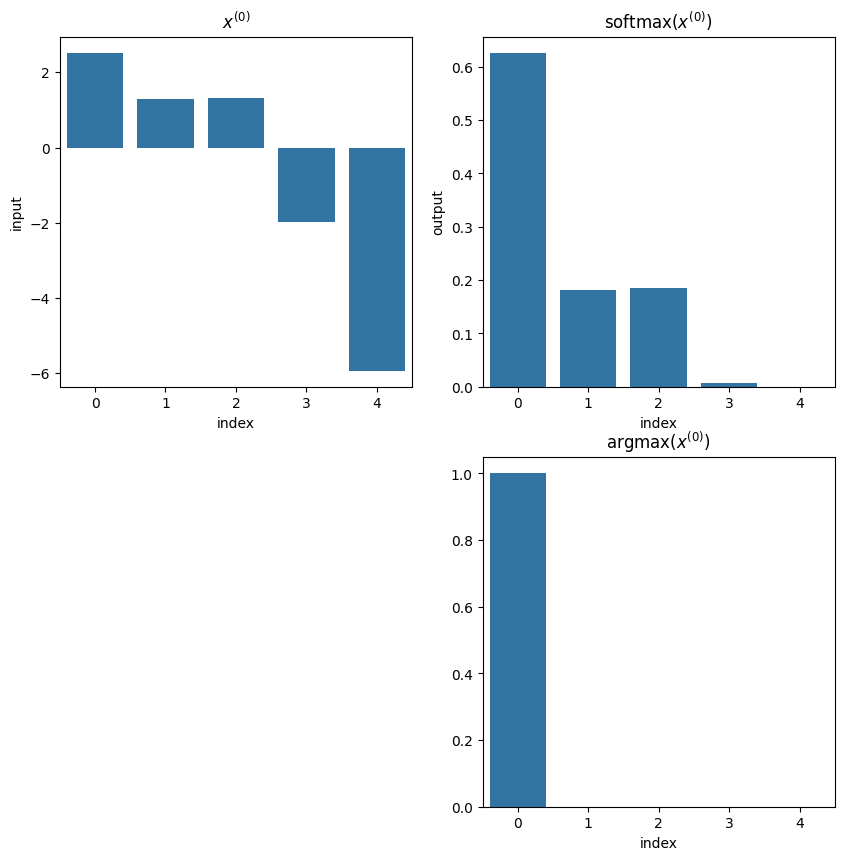 x^(0)
2
0
−2
−4
−6
input
0 1 2 3 4
index
softmax(x^(0))
0.6
0.5
0.4
0.3
0.2
0.1
0.0
output
0 1 2 3 4
index
argmax(x^(0))
1.0
0.8
0.6
0.4
0.2
0.0
0 1 2 3 4
index